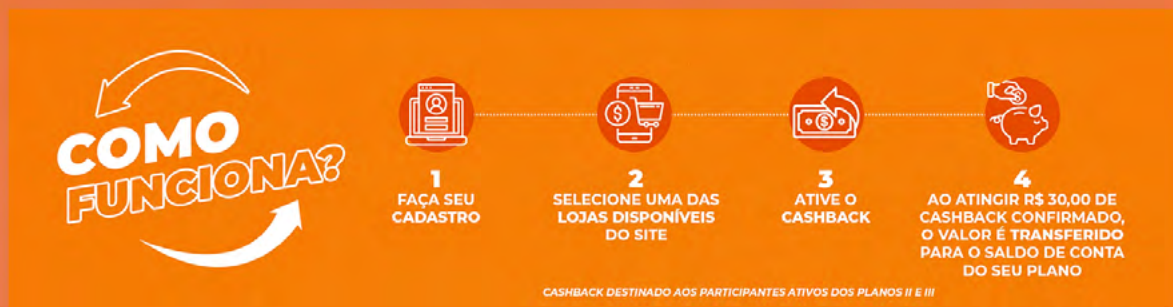 COMO
FUNCIONA?
1
FAÇA SEU
CADASTRO
2
SELECIONE UMA DAS
LOJAS DISPONÍVEIS
DO SITE
3
ATIVE O
CASHBACK
4
AO ATINGIR R$ 30,00 DE
CASHBACK CONFIRMADO,
O VALOR É TRANSFERIDO
PARA O SALDO DE CONTA
DO SEU PLANO
CASHBACK DESTINADO AOS PARTICIPANTES ATIVOS DOS PLANOS II E III